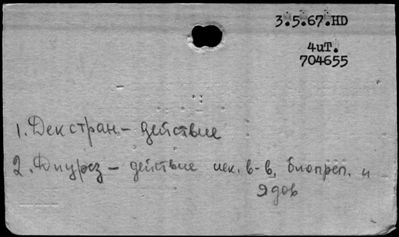 3.5.67.HD
4иТ.
704655
1. Декстран – действие
2. Диурез – действие лек. в-в, биопреп. и
ядов